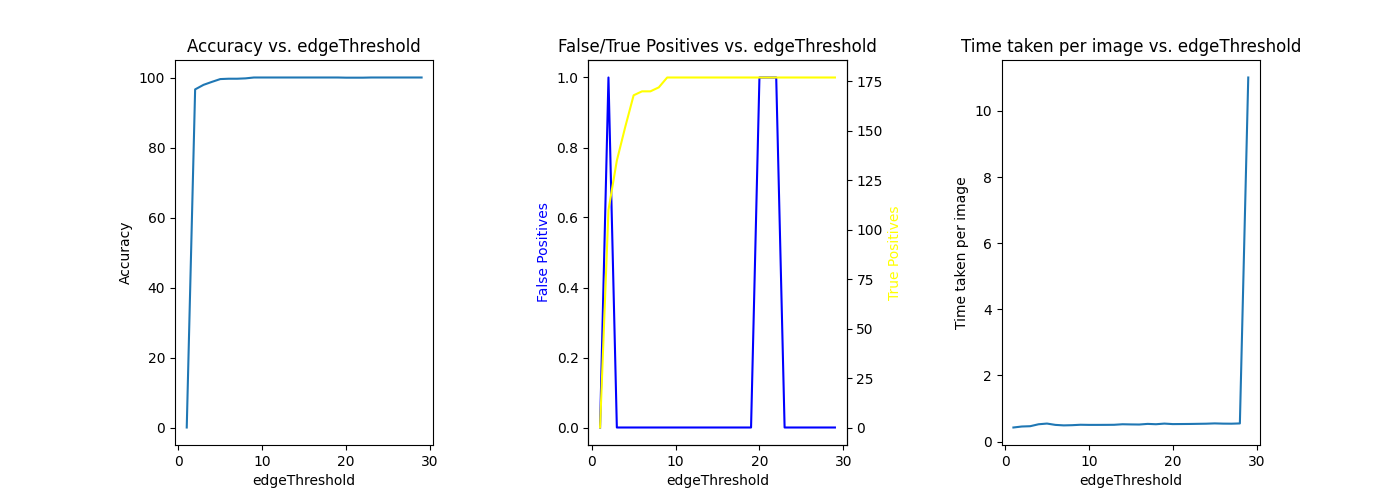 Accuracy vs. edgeThreshold
100
80
60
40
20
0
Accuracy
0 10 20 30
edgeThreshold
False/True Positives vs. edgeThreshold
1.0
0.8
0.6
0.4
0.2
0.0
False Positives
175
150
125
100
75
50
25
0
True Positives
0 10 20 30
edgeThreshold
Time taken per image vs. edgeThreshold
10
8
6
4
2
0
Time taken per image
0 10 20 30
edgeThreshold